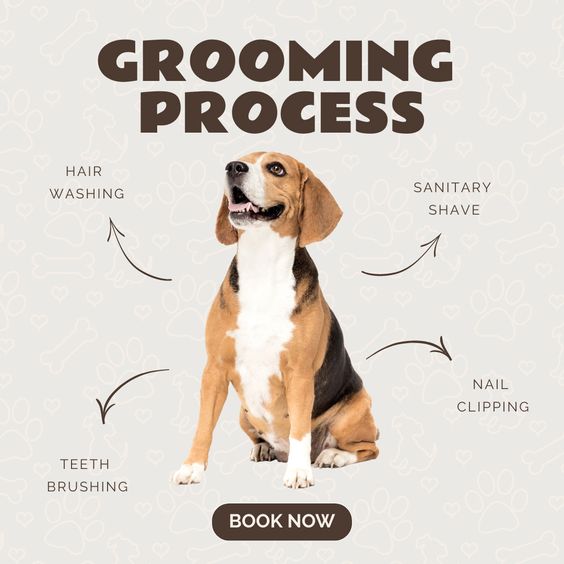 GROOMING
PROCESS
HAIR
WASHING
SANITARY
SHAVE
NAIL
CLIPPING
TEETH
BRUSHING
BOOK NOW